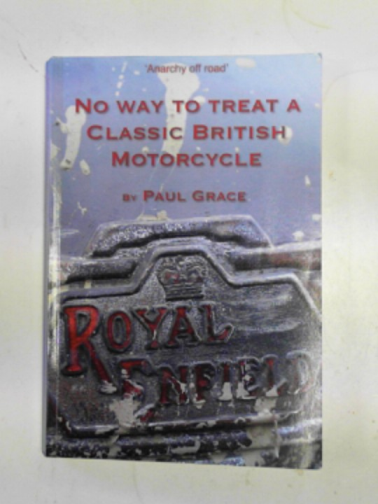 'Anarchy off road'
NO WAY TO TREAT A
CLASSIC BRITISH
MOTORCYCLE
BY PAUL GRACE
ROYAL
ENFIELD